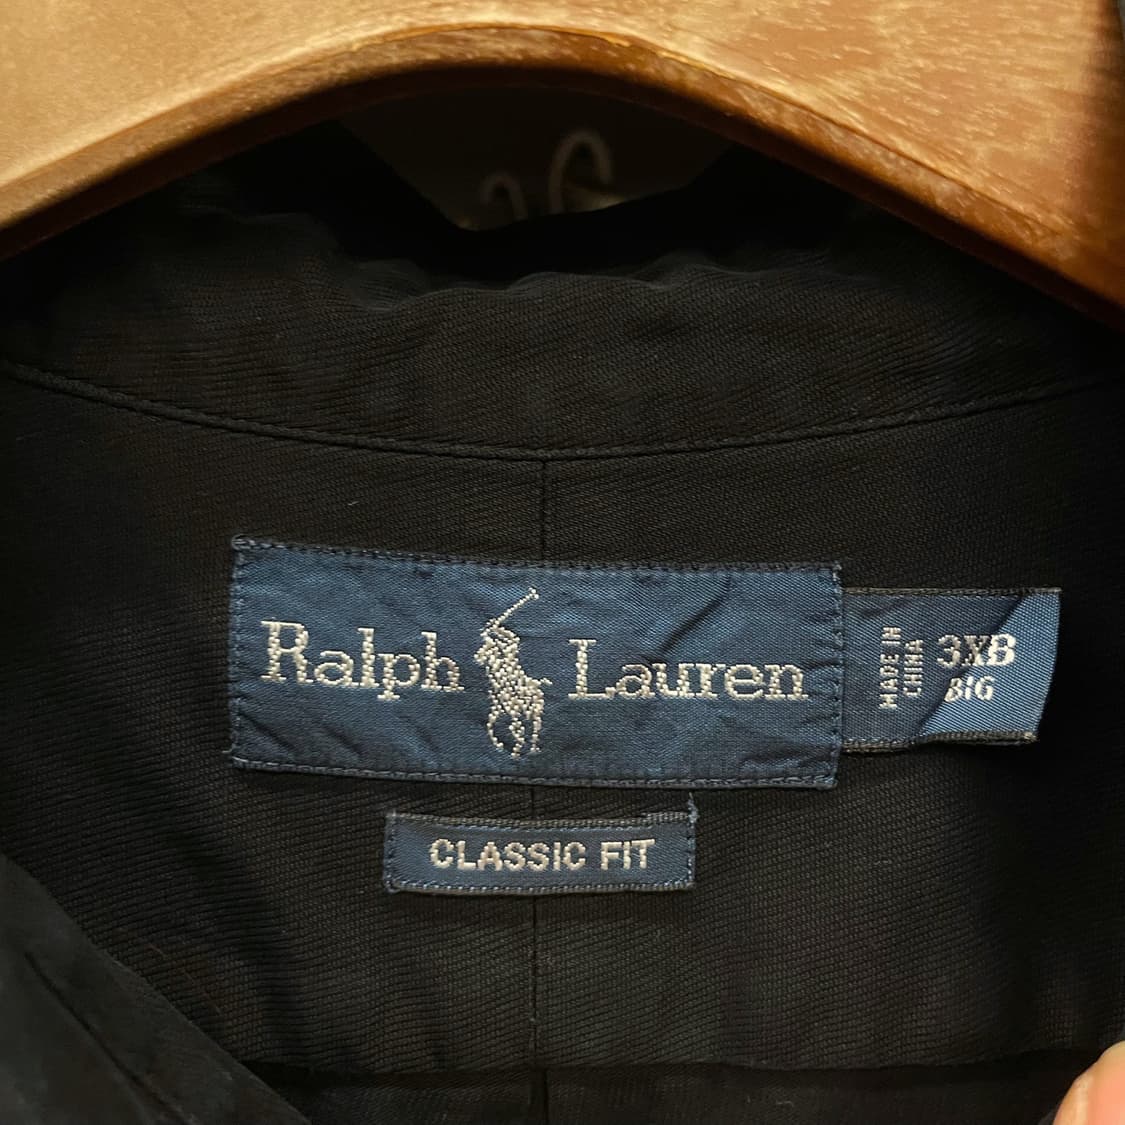 Ralph Lauren
MADE IN
CHINA
3XB
BIG
CLASSIC FIT